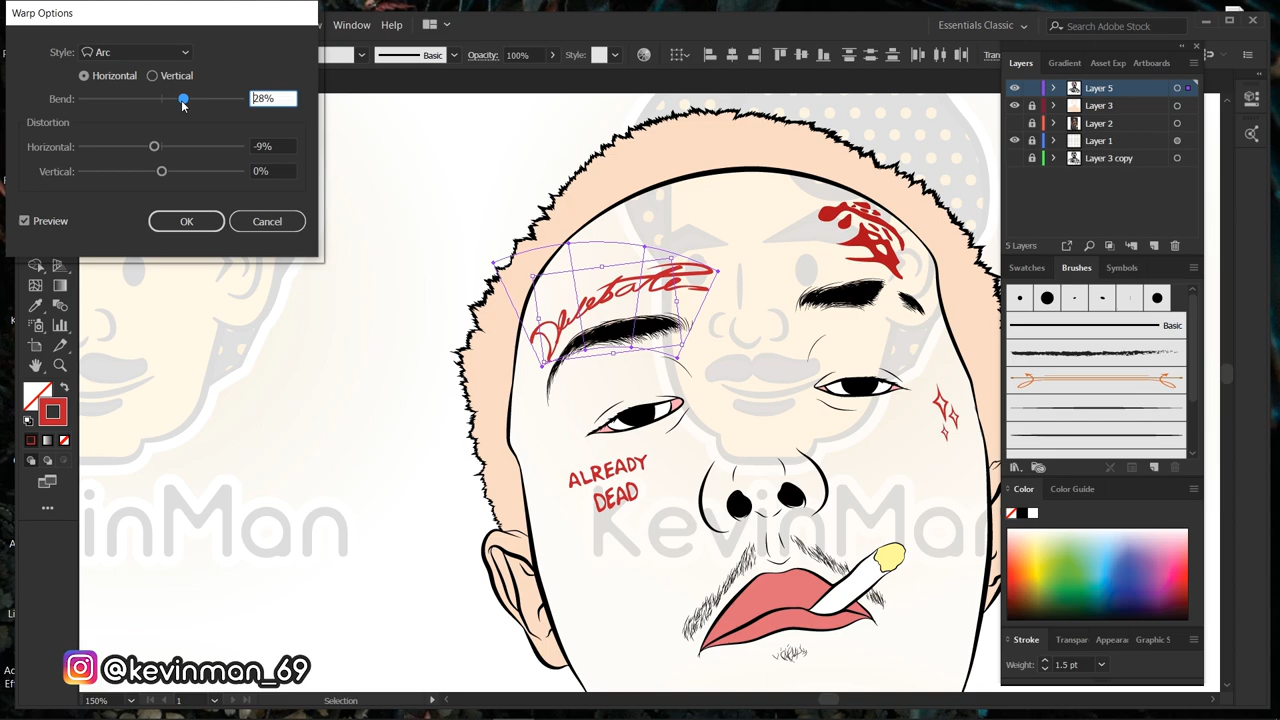 Warp Options
Style: Arc
Horizontal Vertical
Bend: 28%
Distortion
Horizontal: -9%
Vertical: 0%
Preview OK Cancel
Window Help
Essentials Classic Search Adobe Stock
Basic Opacity: 100% Style:
Layers Gradient Asset Exp Artboards
Layer 5
Layer 3
Layer 2
Layer 1
Layer 3 copy
5 Layers
Swatches Brushes Symbols
Basic
Color Color Guide
Stroke Transpar Appeara Graphic S
Weight: 1.5 pt
ALREADY
DEAD
inMan KevinMan
@kevinman_69
150% 1 Selection